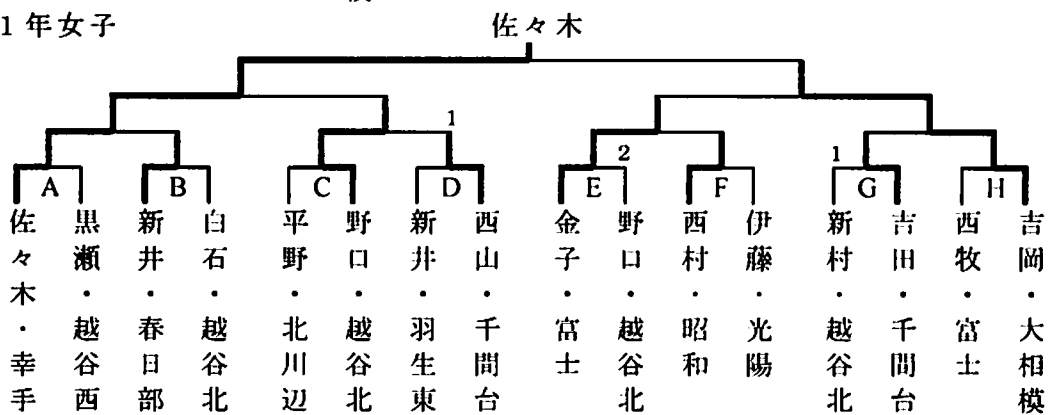 1年女子
佐々木
1
2
1
A
B
C
D
E
F
G
H
佐々木・幸手
黒瀬・越谷西
新井・春日部
白石・越谷北
平野・北川辺
野口・越谷北
新井・羽生東
西山・千間台
金子・富士
野口・越谷北
西村・昭和
伊藤・光陽
新村・越谷北
吉田・千間台
西牧・富士
吉岡・大相模